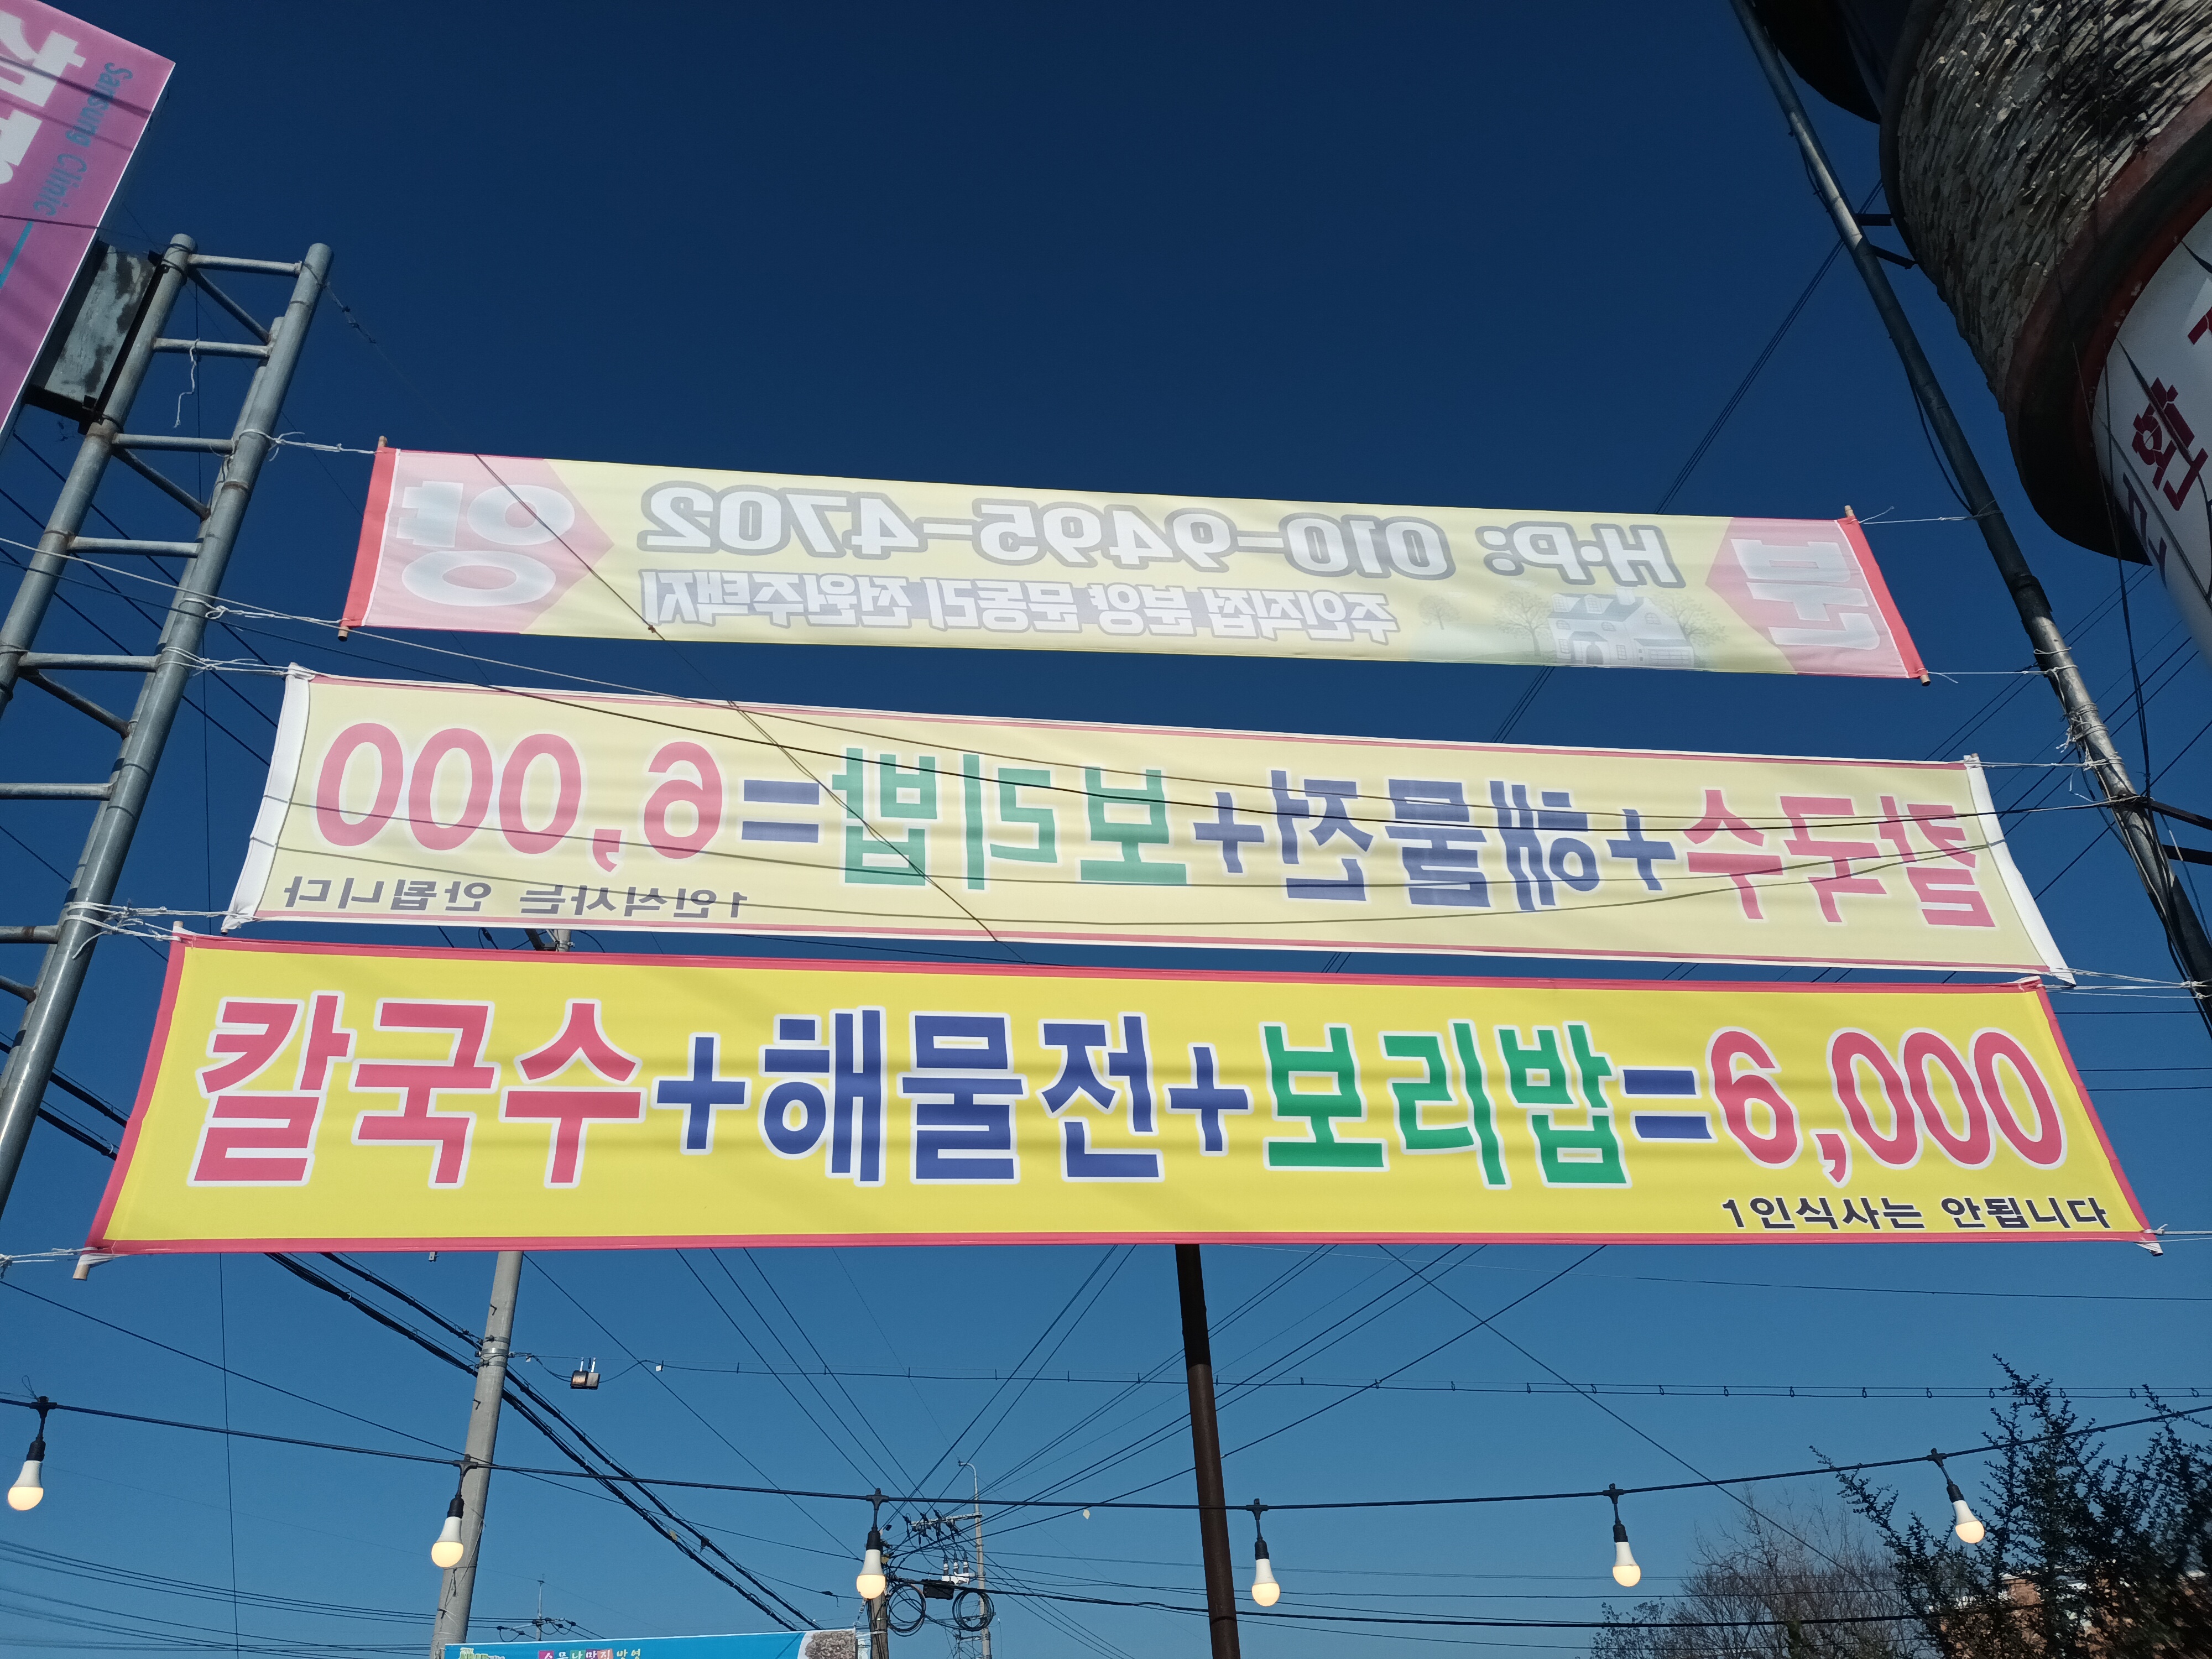 Sansung Clinic
분 H·P: 010-9495-4702 양
주인직접 분양 문동리 전원주택지
칼국수+해물전+보리밥=6,000
1인식사는 안됩니다
칼국수+해물전+보리밥=6,000
1인식사는 안됩니다